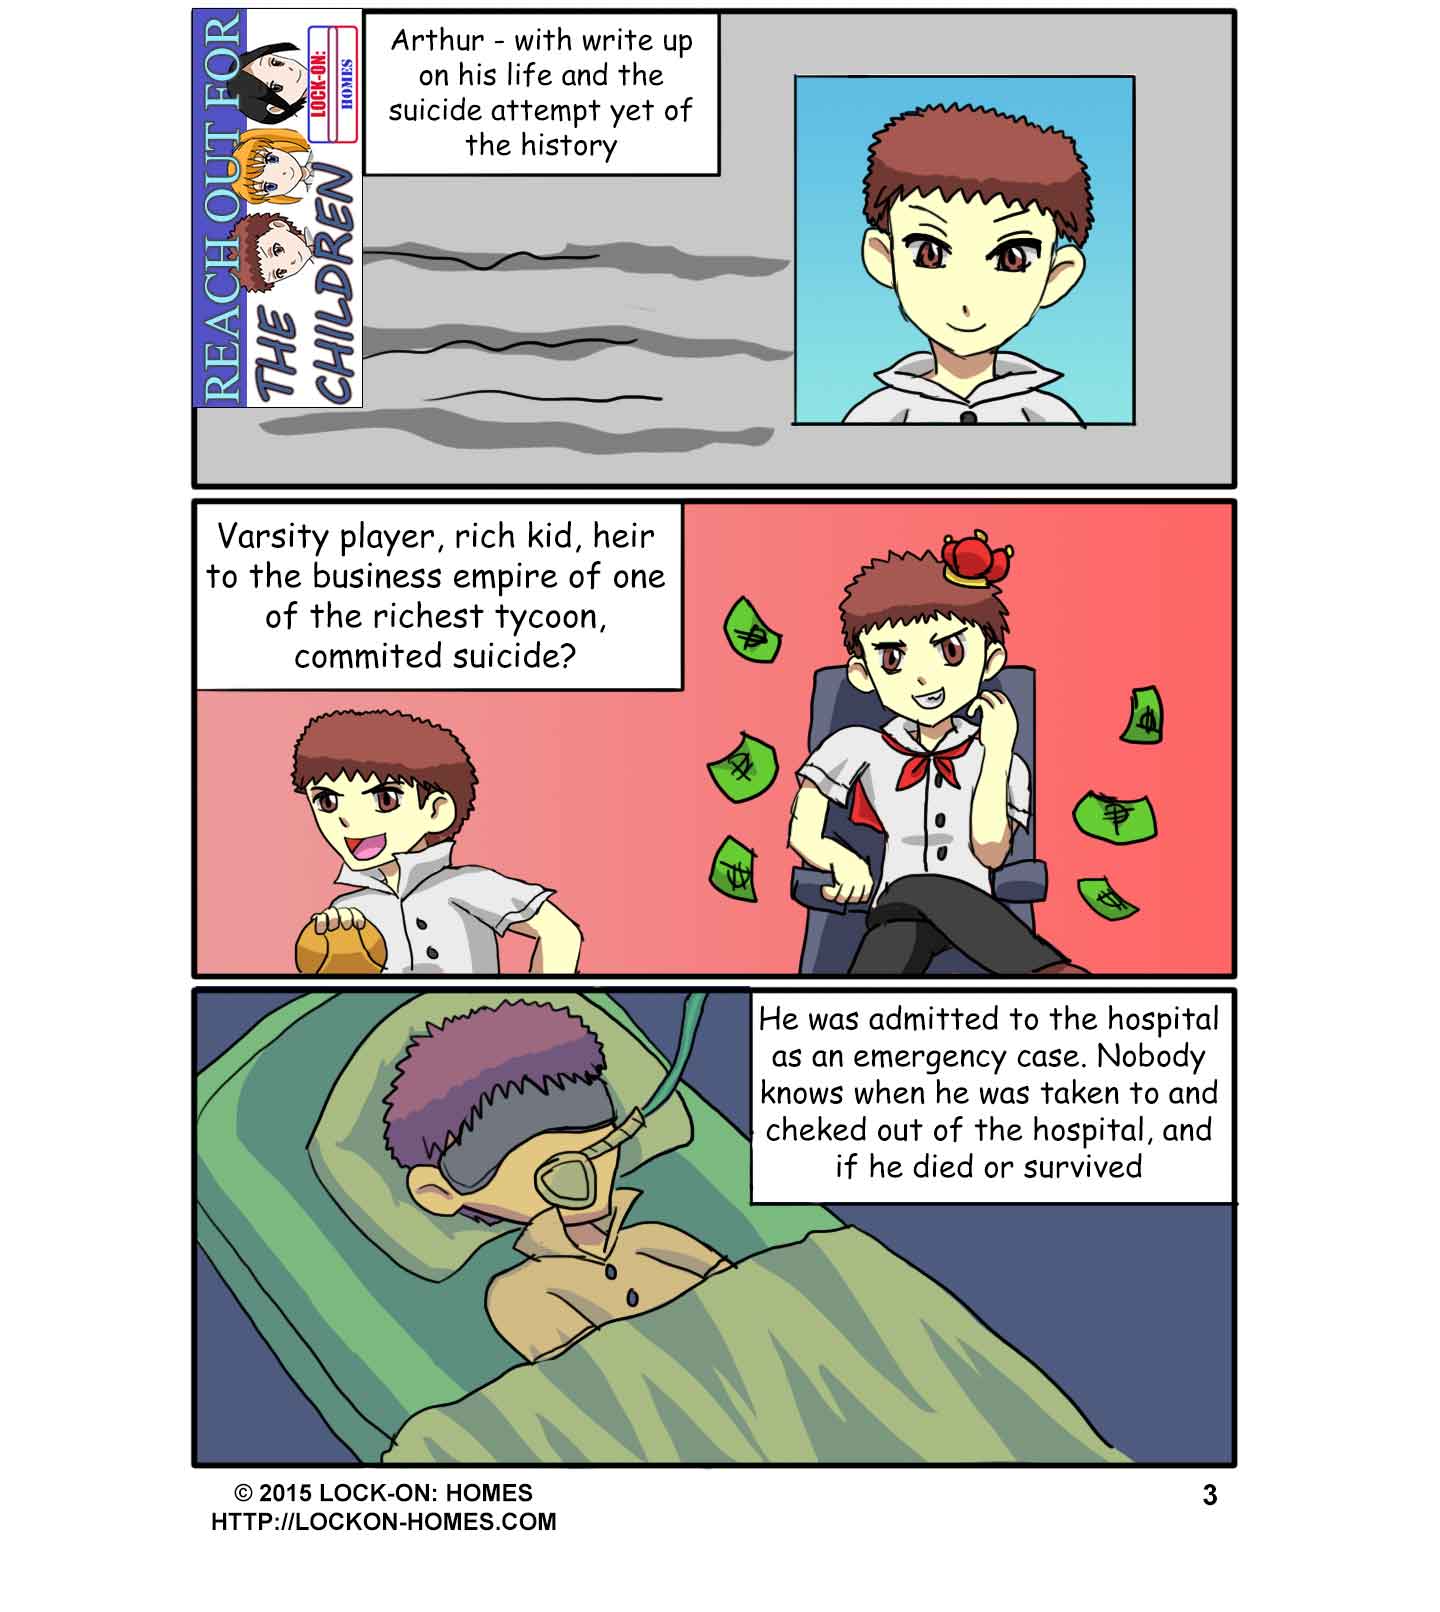 REACH OUT FOR
THE
CHILDREN
LOCK-ON:
HOMES
Arthur - with write up
on his life and the
suicide attempt yet of
the history
Varsity player, rich kid, heir
to the business empire of one
of the richest tycoon,
commited suicide?
He was admitted to the hospital
as an emergency case. Nobody
knows when he was taken to and
cheked out of the hospital, and
if he died or survived
© 2015 LOCK-ON: HOMES
HTTP://LOCKON-HOMES.COM
3